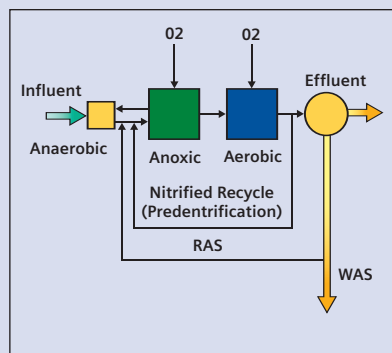 02
02
Influent
Effluent
Anaerobic
Anoxic
Aerobic
Nitrified Recycle
(Predentrification)
RAS
WAS